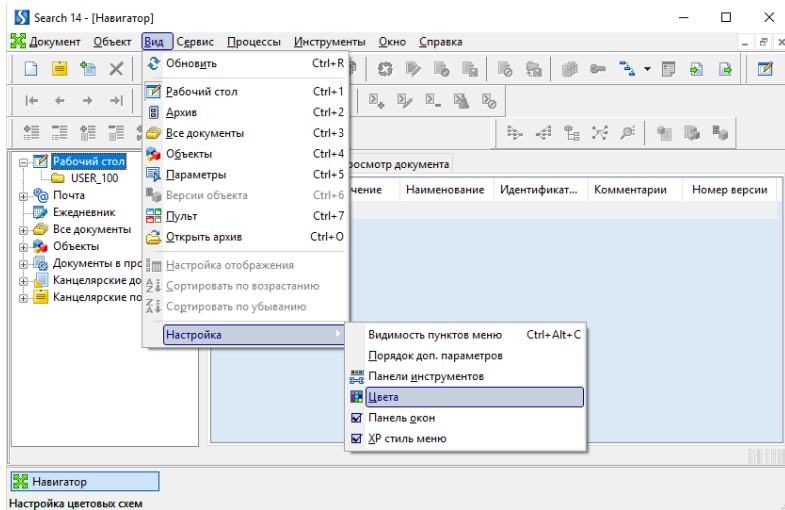 Search 14 - [Навигатор]
Документ Объект Вид Сервис Процессы Инструменты Окно Справка
Обновить Ctrl+R
Рабочий стол Ctrl+1
Архив Ctrl+2
Все документы Ctrl+3
Объекты Ctrl+4
Параметры Ctrl+5
Версии объекта Ctrl+6
Пульт Ctrl+7
Открыть архив Ctrl+O
Настройка отображения
Сортировать по возрастанию
Сортировать по убыванию
Настройка
Видимость пунктов меню Ctrl+Alt+C
Порядок доп. параметров
Панели инструментов
Цвета
Панель окон
XP стиль меню
Рабочий стол
USER_100
Почта
Ежедневник
Все документы
Объекты
Документы в про
Канцелярские до
Канцелярские по
росмотр документа
чение Наименование Идентификат... Комментарии Номер версии
Навигатор
Настройка цветовых схем